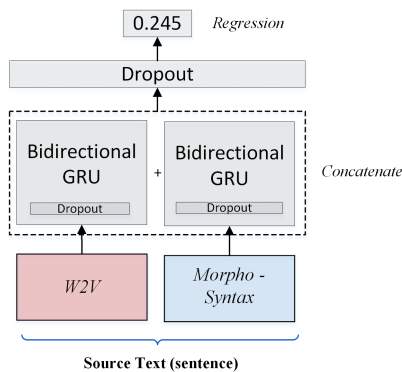 0.245
Regression
Dropout
Bidirectional
GRU
Dropout
+
Bidirectional
GRU
Dropout
Concatenate
W2V
Morpho -
Syntax
Source Text (sentence)